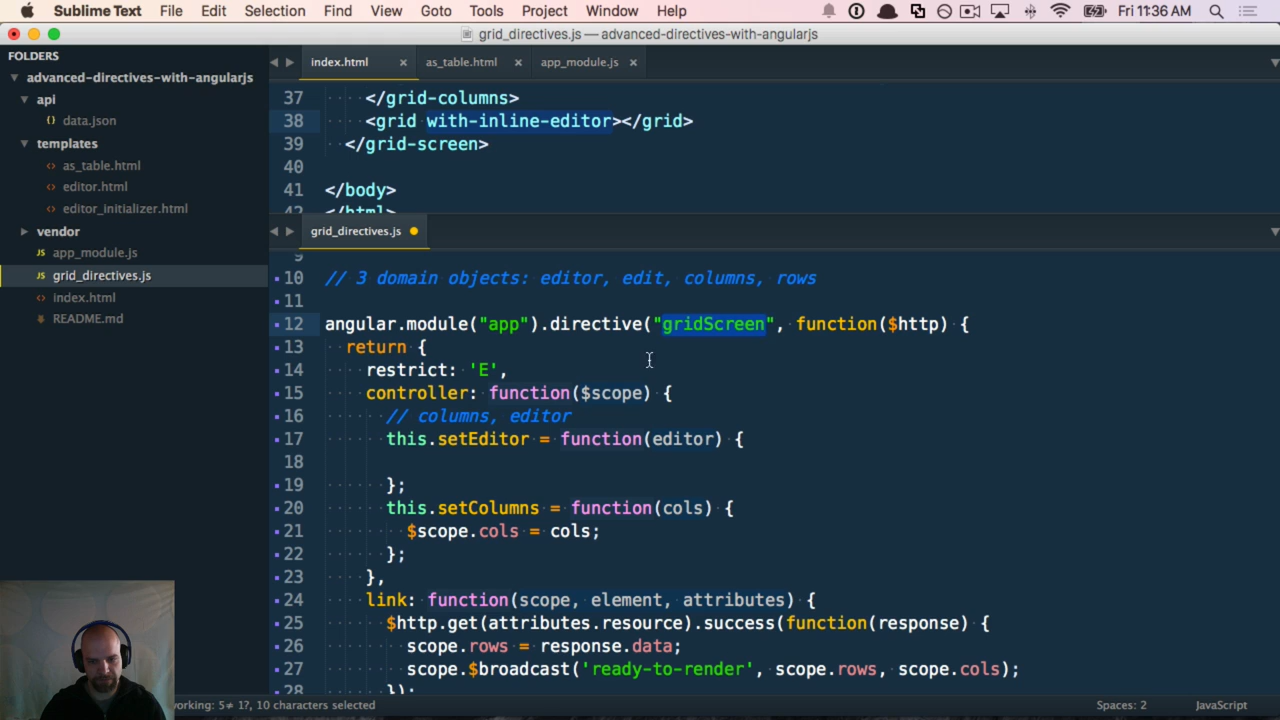 Sublime Text File Edit Selection Find View Goto Tools Project Window Help Fri 11:36 AM
grid_directives.js — advanced-directives-with-angularjs
FOLDERS
advanced-directives-with-angularjs
api
data.json
templates
as_table.html
editor.html
editor_initializer.html
vendor
app_module.js
grid_directives.js
index.html
README.md
index.html as_table.html app_module.js
37 </grid-columns>
38 <grid with-inline-editor></grid>
39 </grid-screen>
40
41 </body>
42 </html>
grid_directives.js
9
10 // 3 domain objects: editor, edit, columns, rows
11
12 angular.module("app").directive("gridScreen", function($http) {
13 return {
14 restrict: 'E',
15 controller: function($scope) {
16 // columns, editor
17 this.setEditor = function(editor) {
18
19 };
20 this.setColumns = function(cols) {
21 $scope.cols = cols;
22 };
23 },
24 link: function(scope, element, attributes) {
25 $http.get(attributes.resource).success(function(response) {
26 scope.rows = response.data;
27 scope.$broadcast('ready-to-render', scope.rows, scope.cols);
28 });
5≠ 17, 10 characters selected Spaces: 2 JavaScript